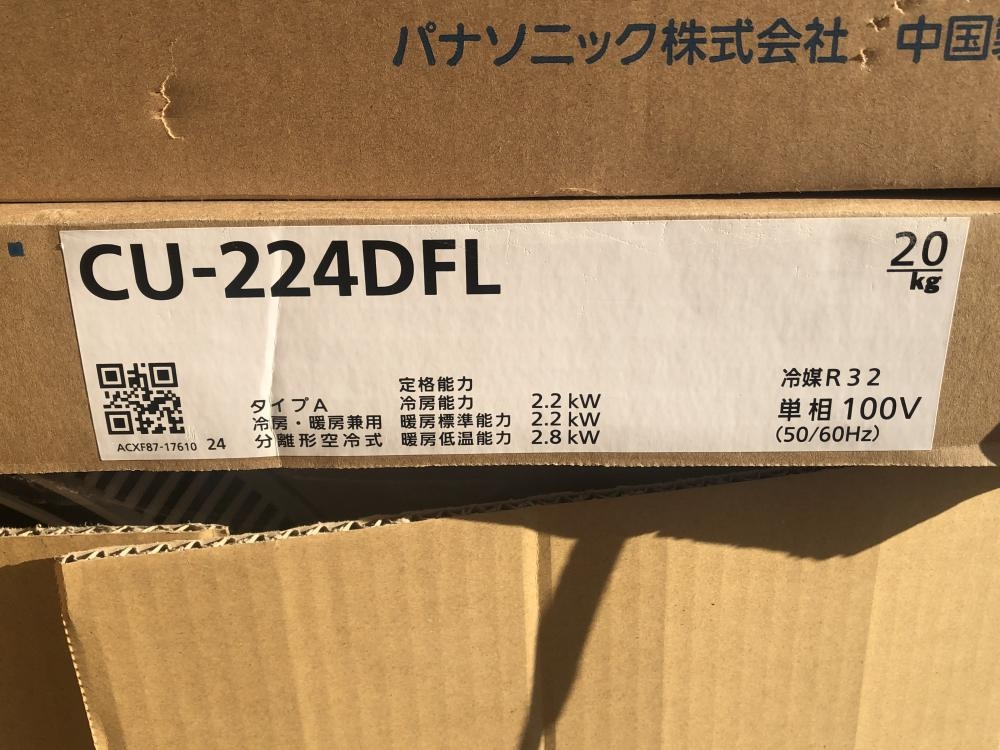 パナソニック株式会社 中国製
CU-224DFL
20
kg
定格能力
タイプA 冷房能力 2.2 kW
冷房・暖房兼用 暖房標準能力 2.2 kW
分離形空冷式 暖房低温能力 2.8 kW
冷媒R32
単相100V
(50/60Hz)
ACXF87-17610 24